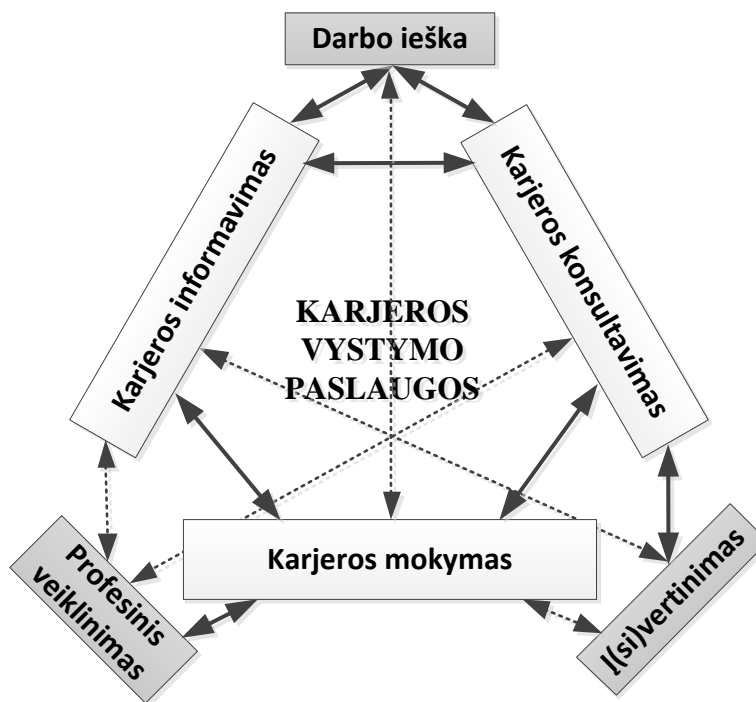 Darbo ieška
Karjeros informavimas
Karjeros konsultavimas
KARJEROS
VYSTYMO
PASLAUGOS
Karjeros mokymas
Profesinis
veiklinimas
Į(si)vertinimas